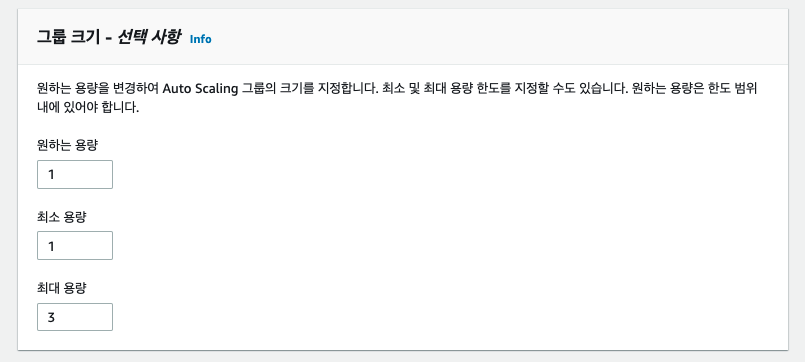 그룹 크기 - 선택 사항 Info
원하는 용량을 변경하여 Auto Scaling 그룹의 크기를 지정합니다. 최소 및 최대 용량 한도를 지정할 수도 있습니다. 원하는 용량은 한도 범위
내에 있어야 합니다.
원하는 용량
1
최소 용량
1
최대 용량
3